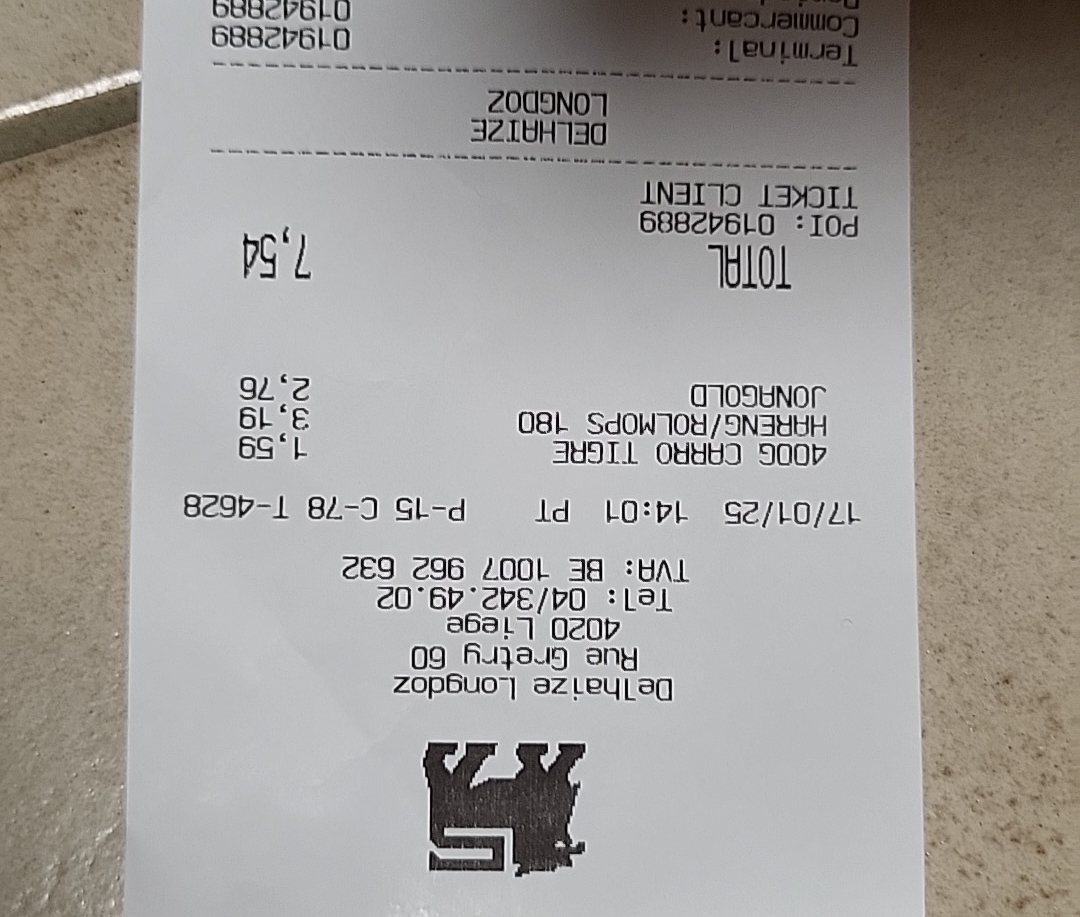 Delhaize Longdoz
Rue Gretry 60
4020 Liege
Tel: 04/342.49.02
TVA: BE 1007 962 632
17/01/25 14:01 PT P-15 C-78 T-4628
400G CARRO TIGRE 1,59
HARENG/ROLMOPS 180 3,19
JONAGOLD 2,76
TOTAL 7,54
POI: 01942889
TICKET CLIENT
--------------------------------
DELHAIZE
LONGDOZ
--------------------------------
Terminal: 01942889
Commercant: 01942889